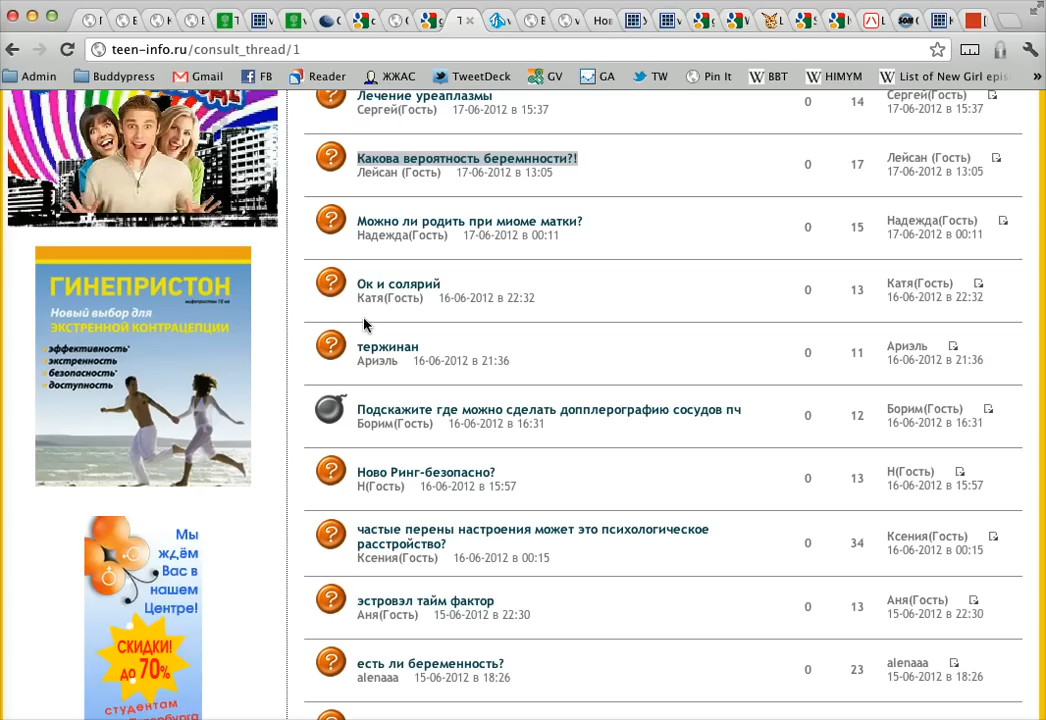 teen-info.ru/consult_thread/1
Admin Buddypress Gmail FB Reader ЖЖАС TweetDeck GV GA TW Pin It BBT HIMYM List of New Girl epis »
Лечение уреаплазмы
Сергей(Гость) 17-06-2012 в 15:37
0 14
Сергей(Гость)
17-06-2012 в 15:37
Какова вероятность беремнности?!
Лейсан (Гость) 17-06-2012 в 13:05
0 17
Лейсан (Гость)
17-06-2012 в 13:05
Можно ли родить при миоме матки?
Надежда(Гость) 17-06-2012 в 00:11
0 15
Надежда(Гость)
17-06-2012 в 00:11
Ок и солярий
Катя(Гость) 16-06-2012 в 22:32
0 13
Катя(Гость)
16-06-2012 в 22:32
тержинан
Ариэль 16-06-2012 в 21:36
0 11
Ариэль
16-06-2012 в 21:36
Подскажите где можно сделать допплерографию сосудов пч
Борим(Гость) 16-06-2012 в 16:31
0 12
Борим(Гость)
16-06-2012 в 16:31
Ново Ринг-безопасно?
Н(Гость) 16-06-2012 в 15:57
0 13
Н(Гость)
16-06-2012 в 15:57
частые перены настроения может это психологическое
расстройство?
Ксения(Гость) 16-06-2012 в 00:15
0 34
Ксения(Гость)
16-06-2012 в 00:15
эстровэл тайм фактор
Аня(Гость) 15-06-2012 в 22:30
0 13
Аня(Гость)
15-06-2012 в 22:30
есть ли беременность?
alenaaa 15-06-2012 в 18:26
0 23
alenaaa
15-06-2012 в 18:26
ГИНЕПРИСТОН
Новый выбор для
ЭКСТРЕННОЙ КОНТРАЦЕПЦИИ
эффективность*
экстренность
безопасность*
доступность
Мы
ждём
Вас в
нашем
Центре!
СКИДКИ!
до 70%
студентам